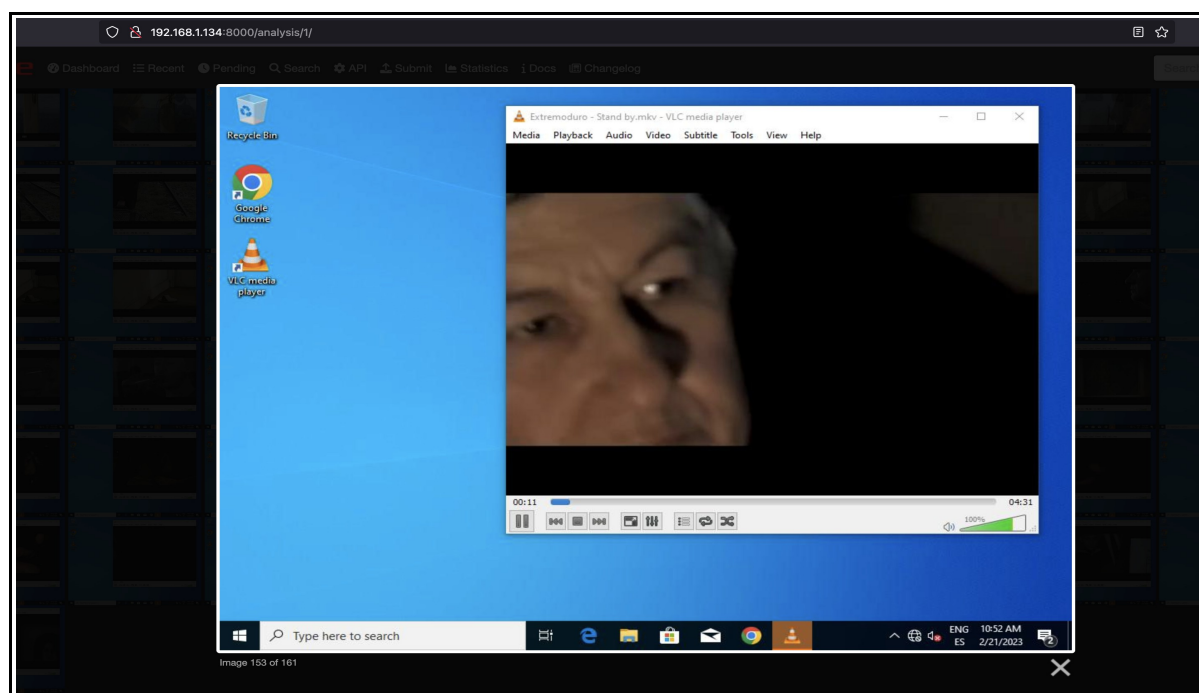 192.168.1.134:8000/analysis/1/
Dashboard Recent Pending Search API Submit Statistics Docs Changelog
Recycle Bin
Google
Chrome
VLC media
player
Extremoduro - Stand by.mkv - VLC media player
Media Playback Audio Video Subtitle Tools View Help
00:11 04:31
100%
Type here to search
ENG 10:52 AM
ES 2/21/2023
2
Image 153 of 161